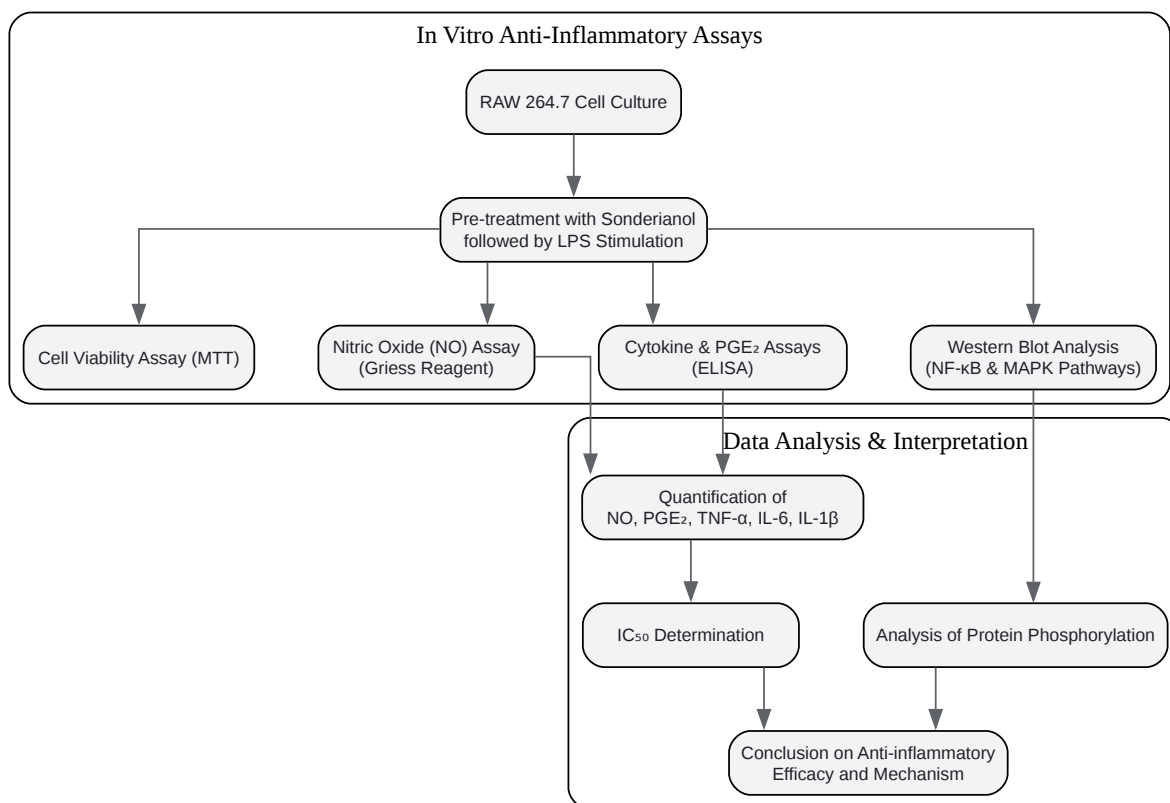 In Vitro Anti-Inflammatory Assays
RAW 264.7 Cell Culture
Pre-treatment with Sonderianol
followed by LPS Stimulation
Cell Viability Assay (MTT)
Nitric Oxide (NO) Assay
(Griess Reagent)
Cytokine & PGE₂ Assays
(ELISA)
Western Blot Analysis
(NF-κB & MAPK Pathways)
Data Analysis & Interpretation
Quantification of
NO, PGE₂, TNF-α, IL-6, IL-1β
IC₅₀ Determination
Analysis of Protein Phosphorylation
Conclusion on Anti-inflammatory
Efficacy and Mechanism